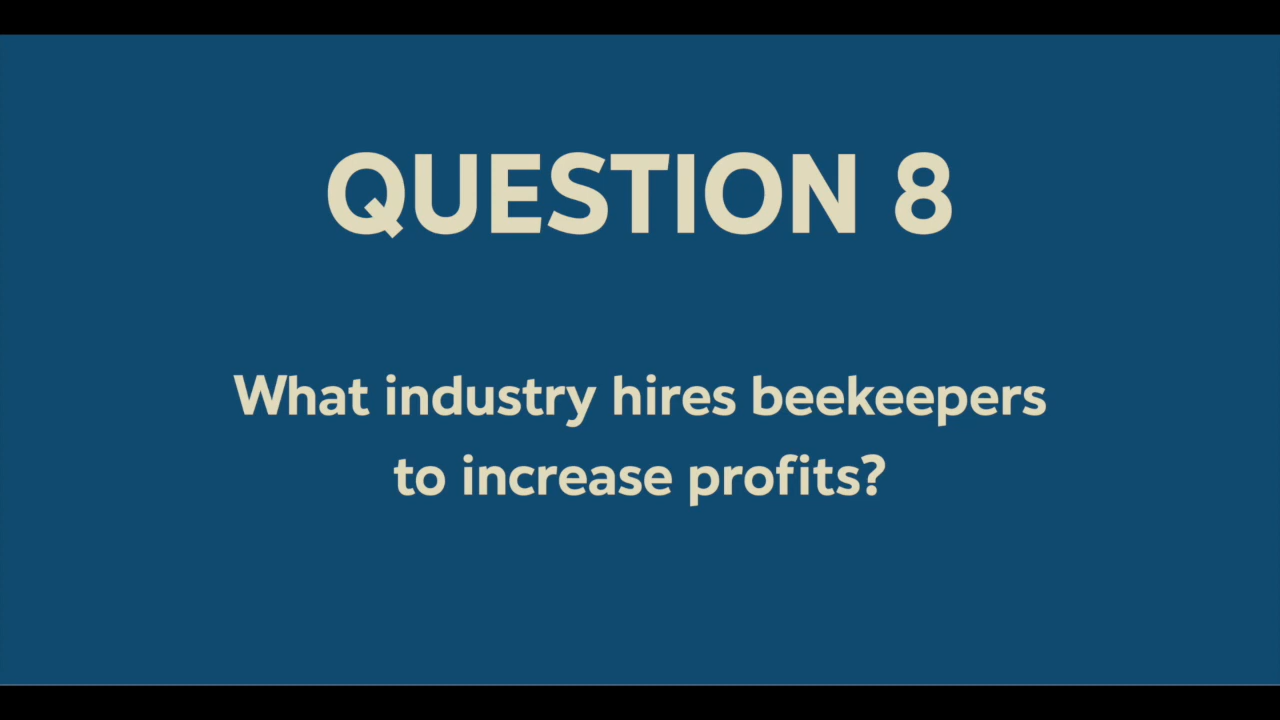 QUESTION 8
What industry hires beekeepers
to increase profits?